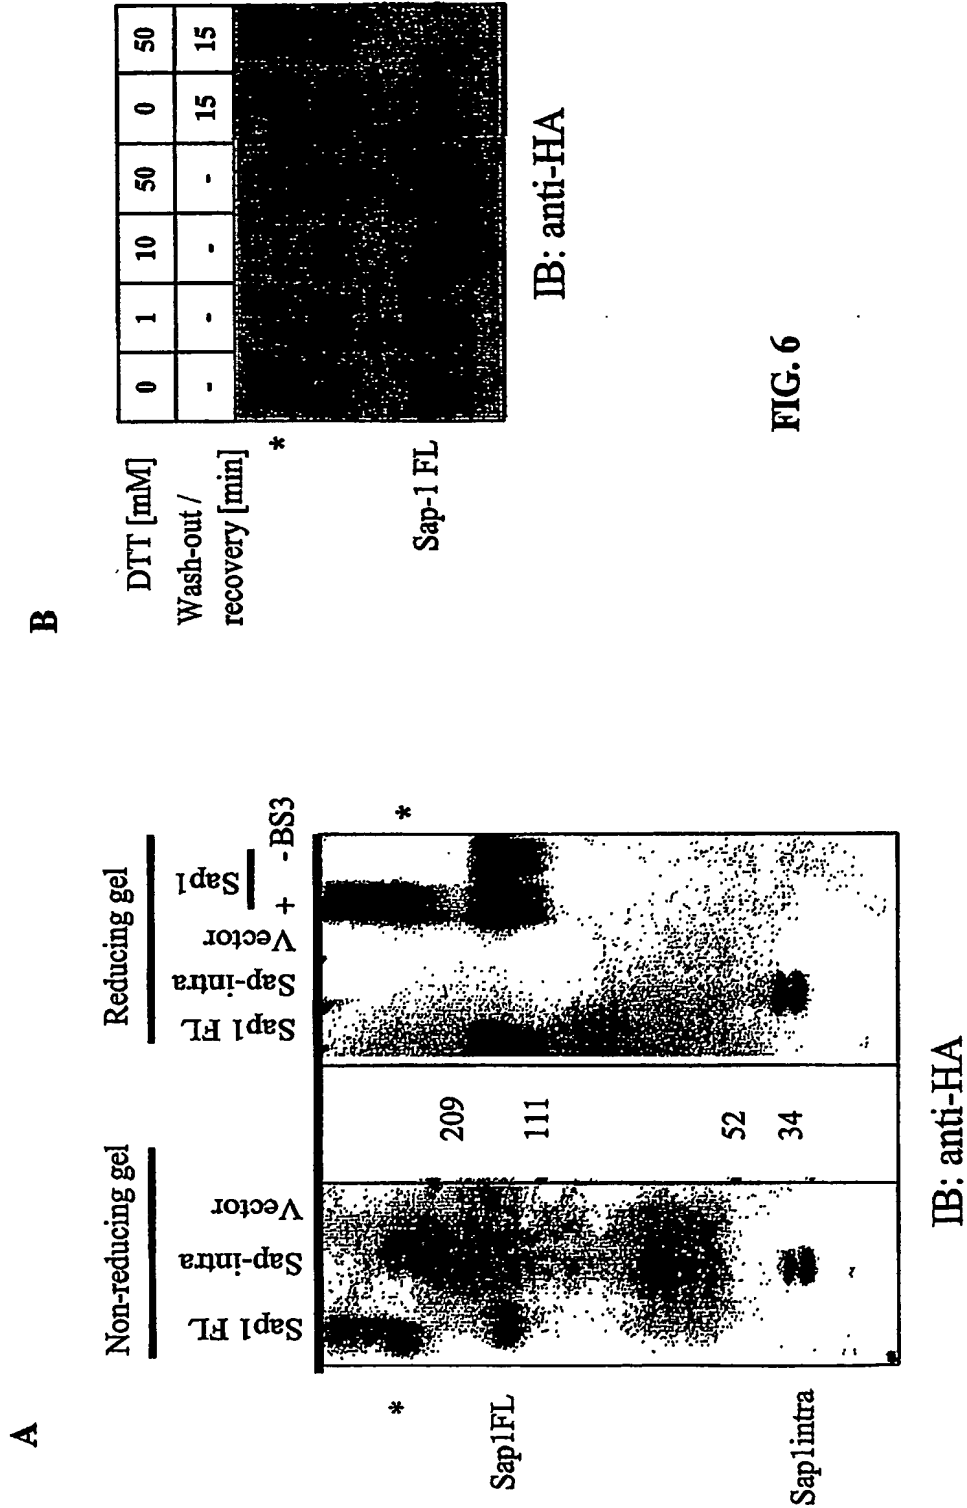 A
Non-reducing gel
Reducing gel
Sap1 FL
Sap-intra
Vector
Sap1 FL
Sap-intra
Vector
Sap1
+ -BS3
*
*
209
111
52
34
Sap1FL
Sap1intra
IB: anti-HA
B
DTT [mM] 0 1 10 50 0 50
Wash-out / recovery [min] - - - - 15 15
*
Sap-1 FL
IB: anti-HA
FIG. 6